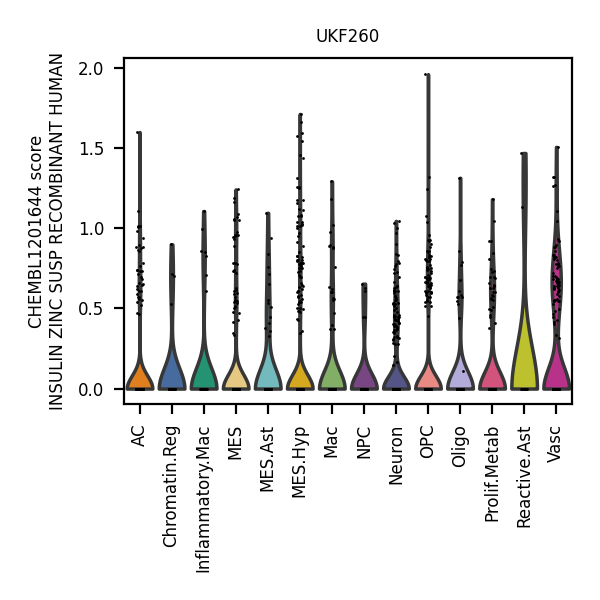 UKF260
CHEMBL1201644 score
INSULIN ZINC SUSP RECOMBINANT HUMAN
2.0
1.5
1.0
0.5
0.0
AC
Chromatin.Reg
Inflammatory.Mac
MES
MES.Ast
MES.Hyp
Mac
NPC
Neuron
OPC
Oligo
Prolif.Metab
Reactive.Ast
Vasc